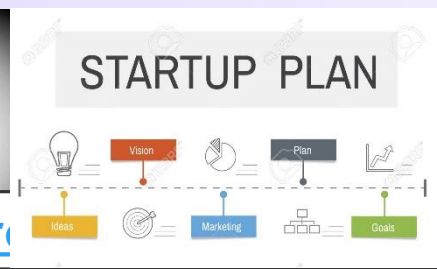 STARTUP PLAN
Vision
Plan
Ideas
Marketing
Goals